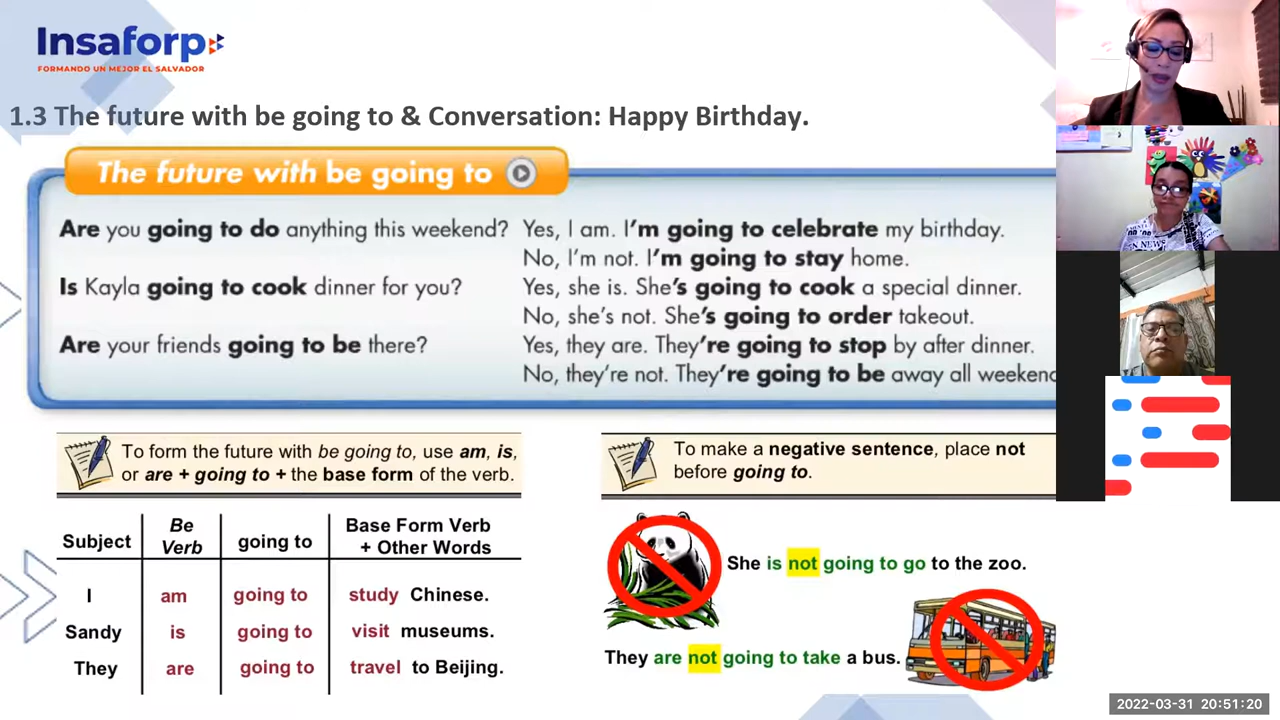 Insaforp
FORMANDO UN MEJOR EL SALVADOR
1.3 The future with be going to & Conversation: Happy Birthday.
The future with be going to
Are you going to do anything this weekend? Yes, I am. I'm going to celebrate my birthday.
No, I'm not. I'm going to stay home.
Is Kayla going to cook dinner for you? Yes, she is. She's going to cook a special dinner.
No, she's not. She's going to order takeout.
Are your friends going to be there? Yes, they are. They're going to stop by after dinner.
No, they're not. They're going to be away all weekend
To form the future with be going to, use am, is,
or are + going to + the base form of the verb.
To make a negative sentence, place not
before going to.
Subject Be Verb going to Base Form Verb + Other Words
I am going to study Chinese.
Sandy is going to visit museums.
They are going to travel to Beijing.
She is not going to go to the zoo.
They are not going to take a bus.
NEWS
2022-03-31 20:51:20